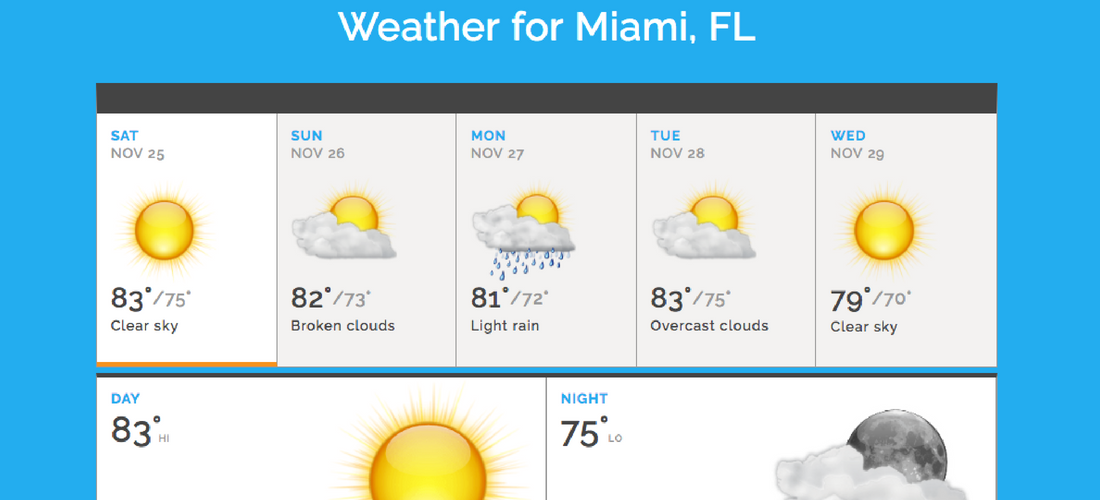 Weather for Miami, FL
SAT
NOV 25
83°/75°
Clear sky
SUN
NOV 26
82°/73°
Broken clouds
MON
NOV 27
81°/72°
Light rain
TUE
NOV 28
83°/75°
Overcast clouds
WED
NOV 29
79°/70°
Clear sky
DAY
83° HI
NIGHT
75° LO